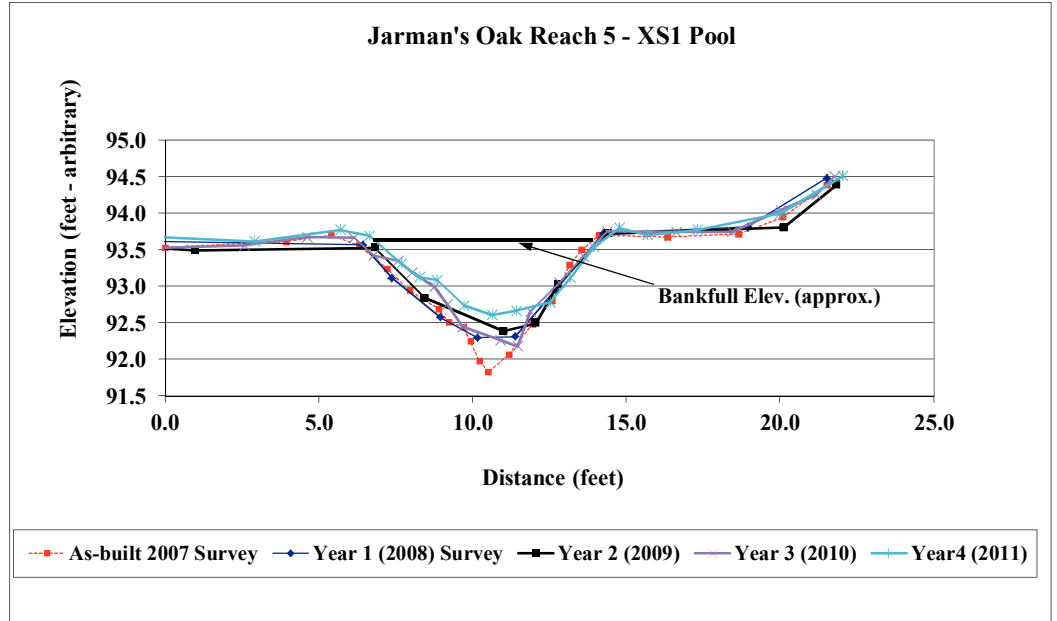 Jarman's Oak Reach 5 - XS1 Pool
Elevation (feet - arbitrary)
95.0
94.5
94.0
93.5
93.0
92.5
92.0
91.5
Bankfull Elev. (approx.)
0.0 5.0 10.0 15.0 20.0 25.0
Distance (feet)
As-built 2007 Survey Year 1 (2008) Survey Year 2 (2009) Year 3 (2010) Year4 (2011)